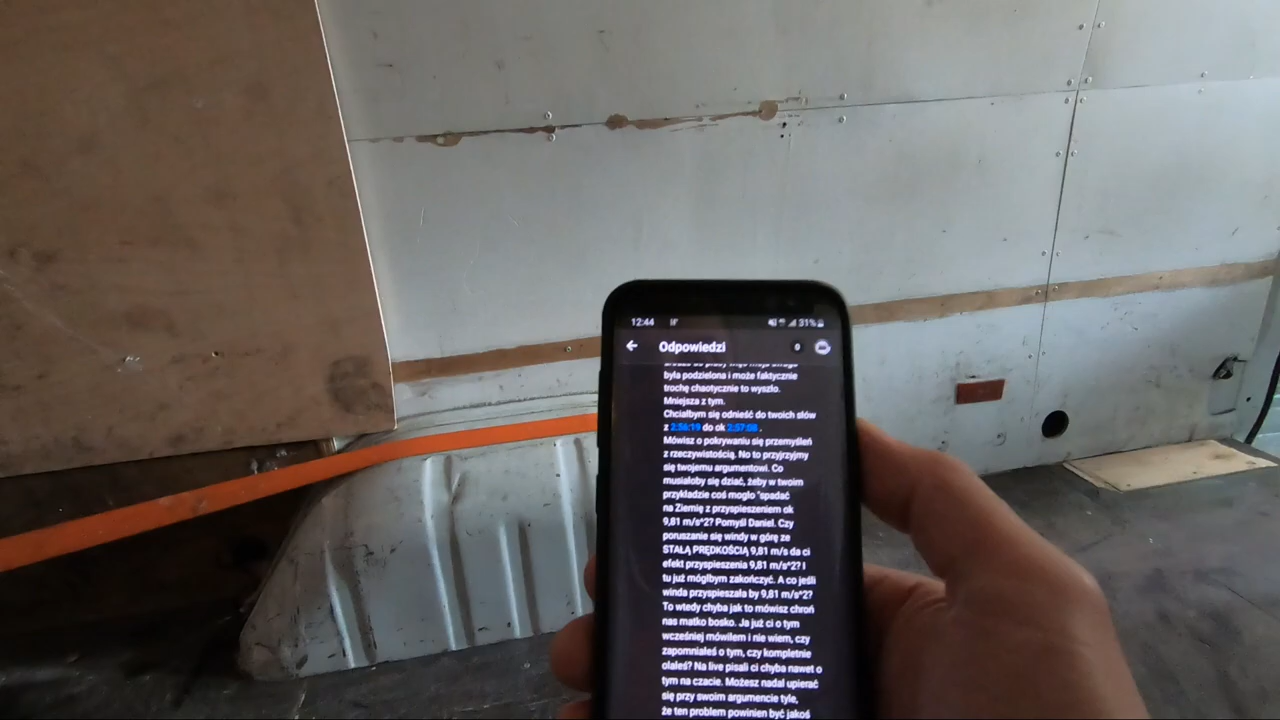 12:44
31%
Odpowiedzi
0
była podzielona i może faktycznie
trochę chaotycznie to wyszło.
Mniejsza z tym.
Chciałbym się odnieść do twoich słów
z 2:56:19 do ok 2:57:08 .
Mówisz o pokrywaniu się przemyśleń
z rzeczywistością. No to przyjrzyjmy
się twojemu argumentowi. Co
musiałoby się dziać, żeby w twoim
przykładzie coś mogło "spadać
na Ziemię z przyspieszeniem ok
9,81 m/s^2? Pomyśl Daniel. Czy
poruszanie się windy w górę ze
STAŁĄ PRĘDKOŚCIĄ 9,81 m/s da ci
efekt przyspieszenia 9,81 m/s^2? I
tu już mógłbym zakończyć. A co jeśli
winda przyspieszała by 9,81 m/s^2?
To wtedy chyba jak to mówisz chroń
nas matko bosko. Ja już ci o tym
wcześniej mówiłem i nie wiem, czy
zapomniałeś o tym, czy kompletnie
olałeś? Na live pisali ci chyba nawet o
tym na czacie. Możesz nadal upierać
się przy swoim argumencie tyle,
że ten problem powinien być jakoś